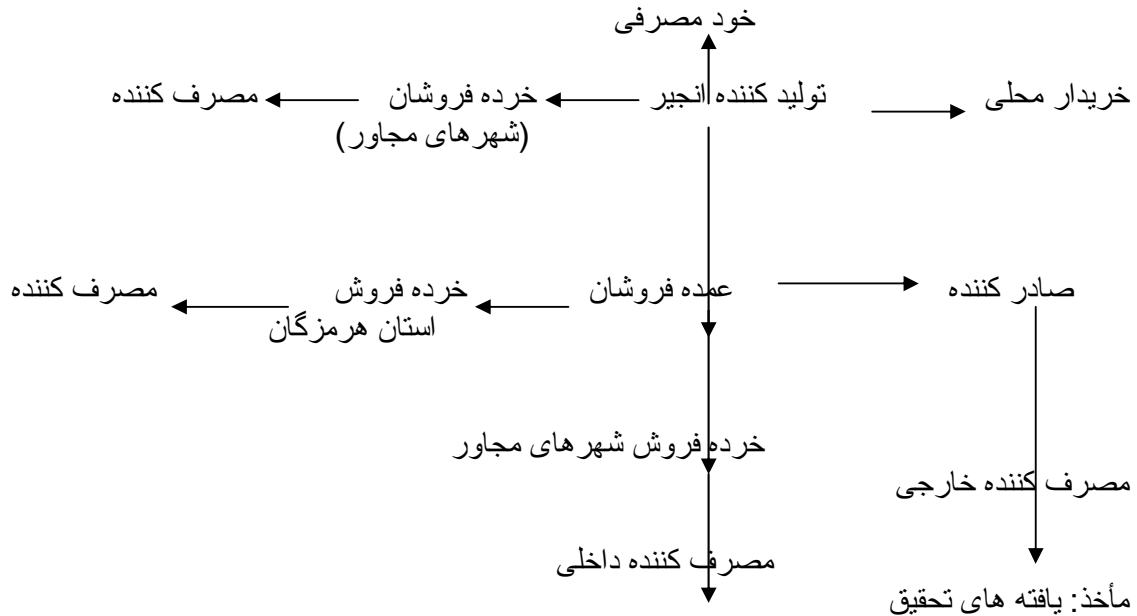 خود مصرفی
خریدار محلی تولید کننده انجیر خرده فروشان مصرف کننده
(شهرهای مجاور)
صادر کننده عمده فروشان خرده فروش مصرف کننده
استان هرمزگان
خرده فروش شهرهای مجاور
مصرف کننده خارجی
مصرف کننده داخلی
مأخذ: یافته های تحقیق